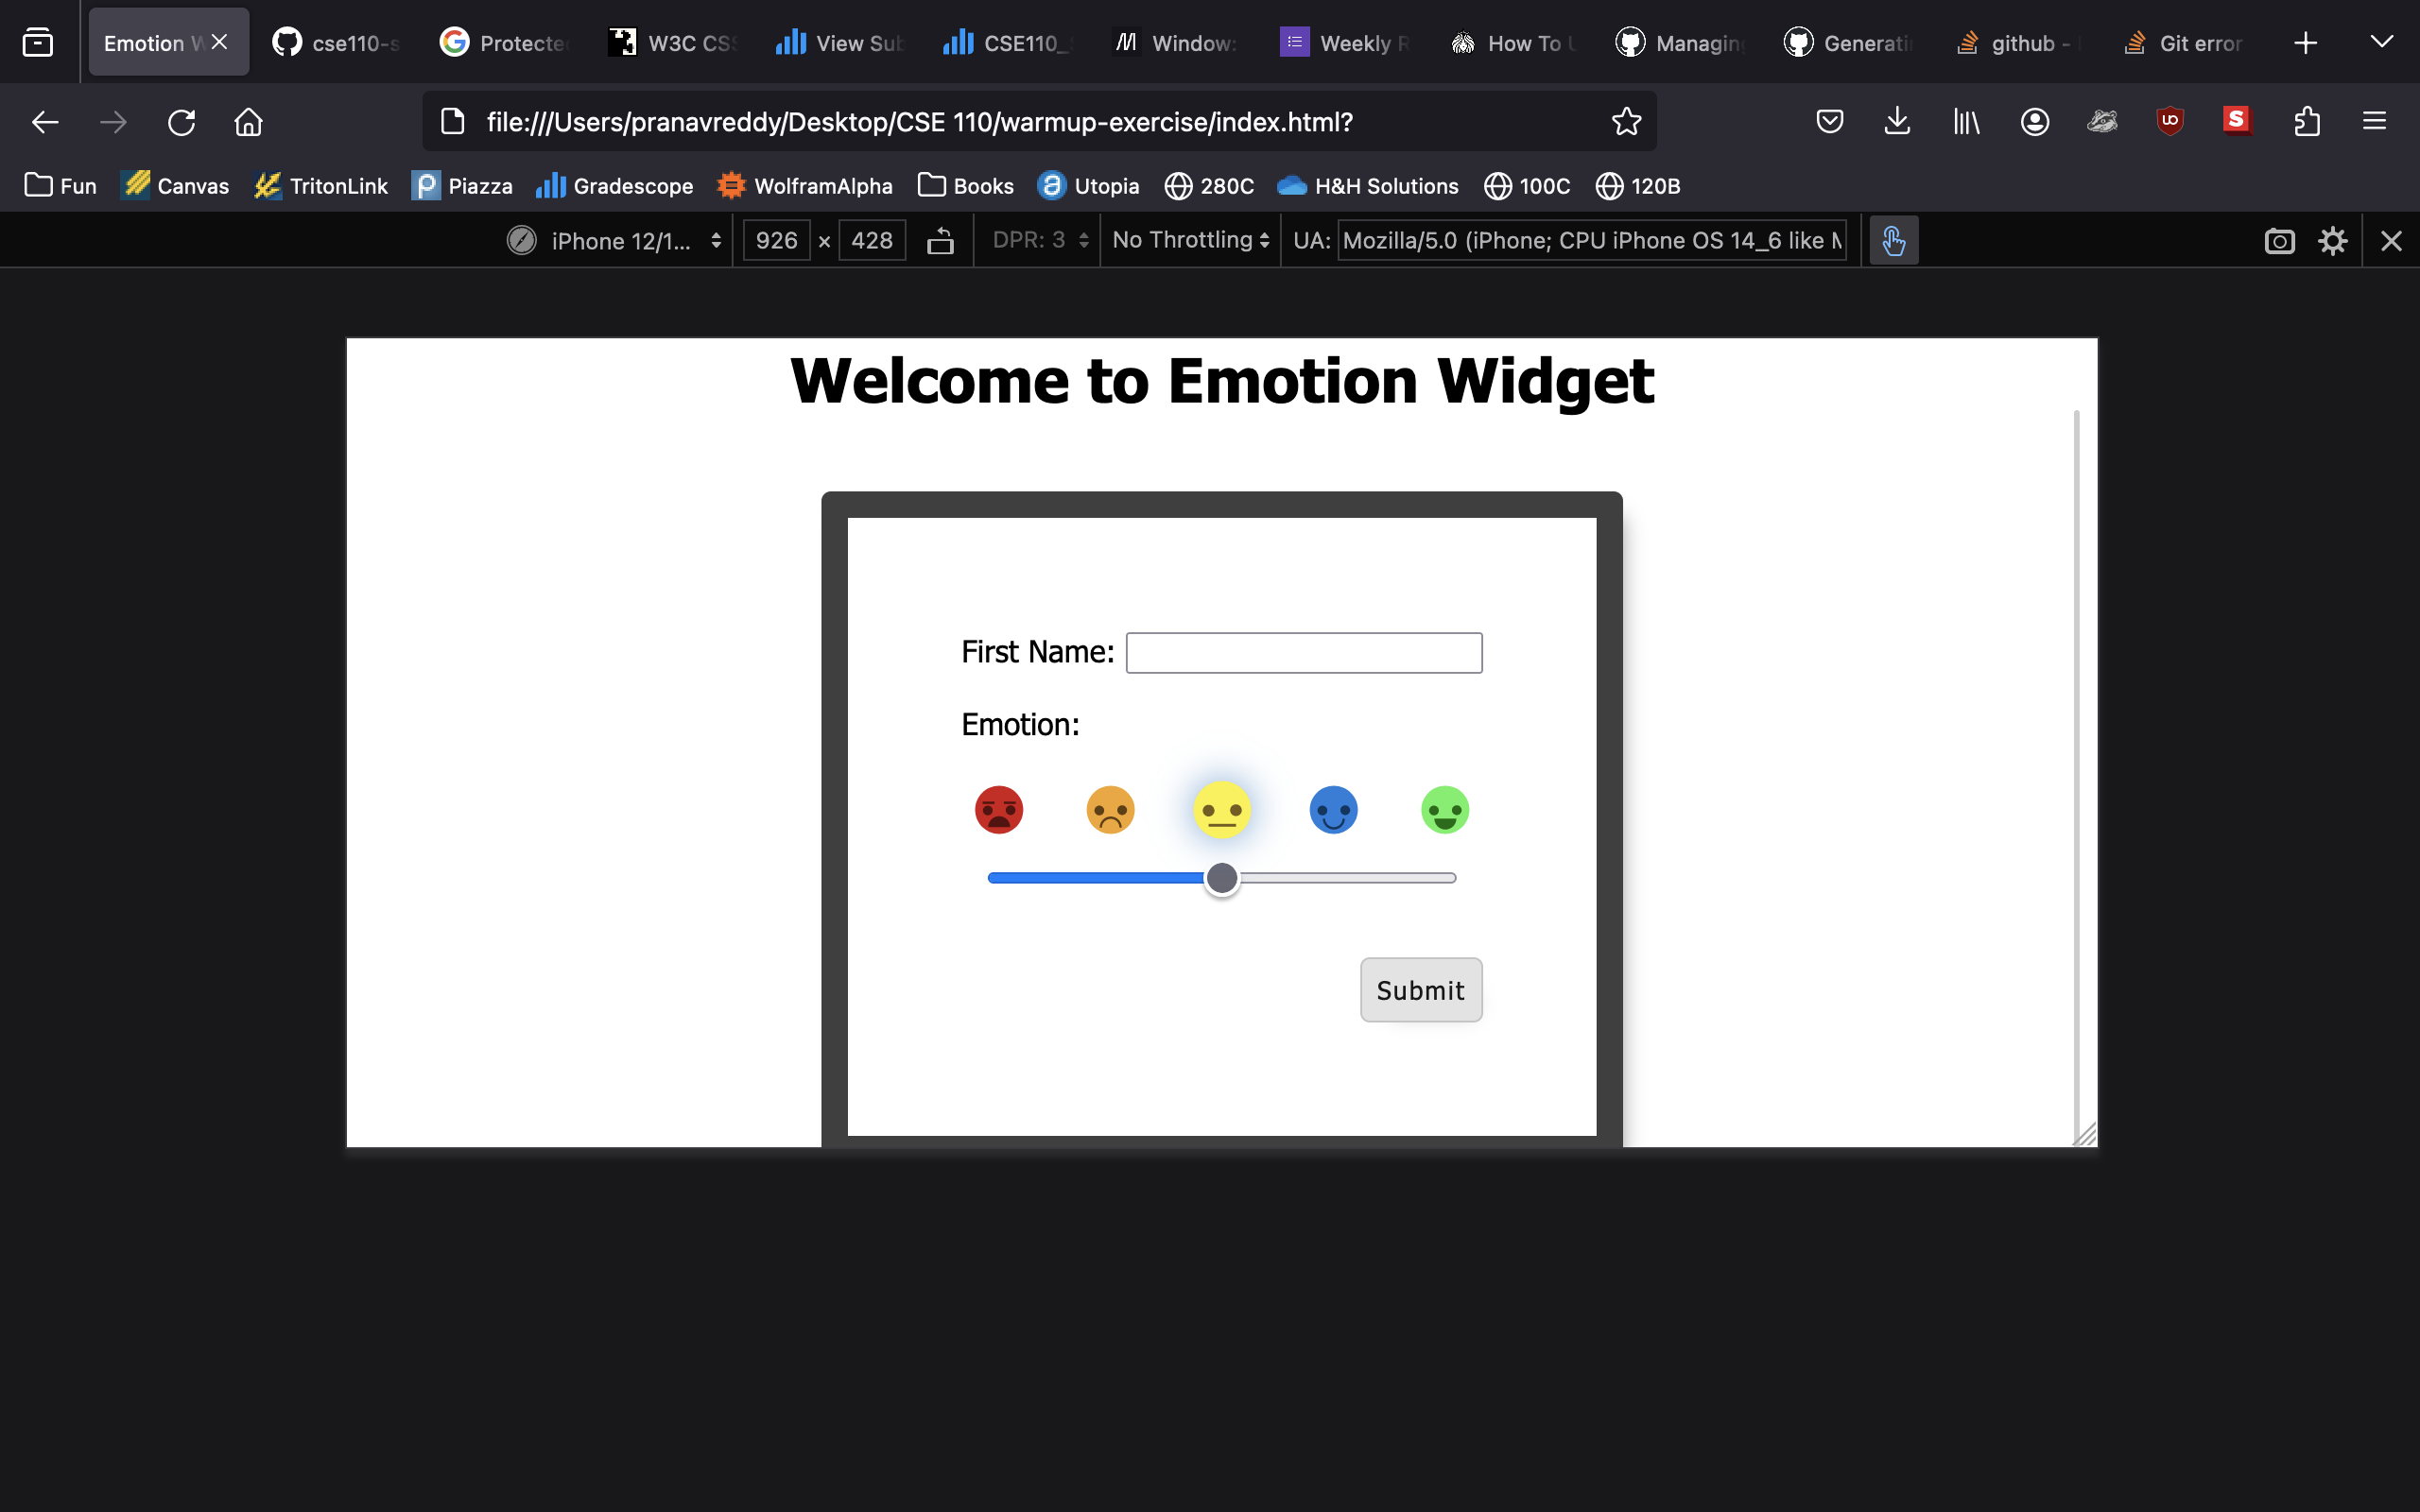 Emotion W
cse110-s
Protecte
W3C CSS
View Sub
CSE110_
Window:
Weekly R
How To U
Managing
Generati
github -
Git error
file:///Users/pranavreddy/Desktop/CSE 110/warmup-exercise/index.html?
Fun
Canvas
TritonLink
Piazza
Gradescope
WolframAlpha
Books
Utopia
280C
H&H Solutions
100C
120B
iPhone 12/1...
926 × 428
DPR: 3
No Throttling
UA: Mozilla/5.0 (iPhone; CPU iPhone OS 14_6 like M
Welcome to Emotion Widget
First Name:
Emotion:
Submit